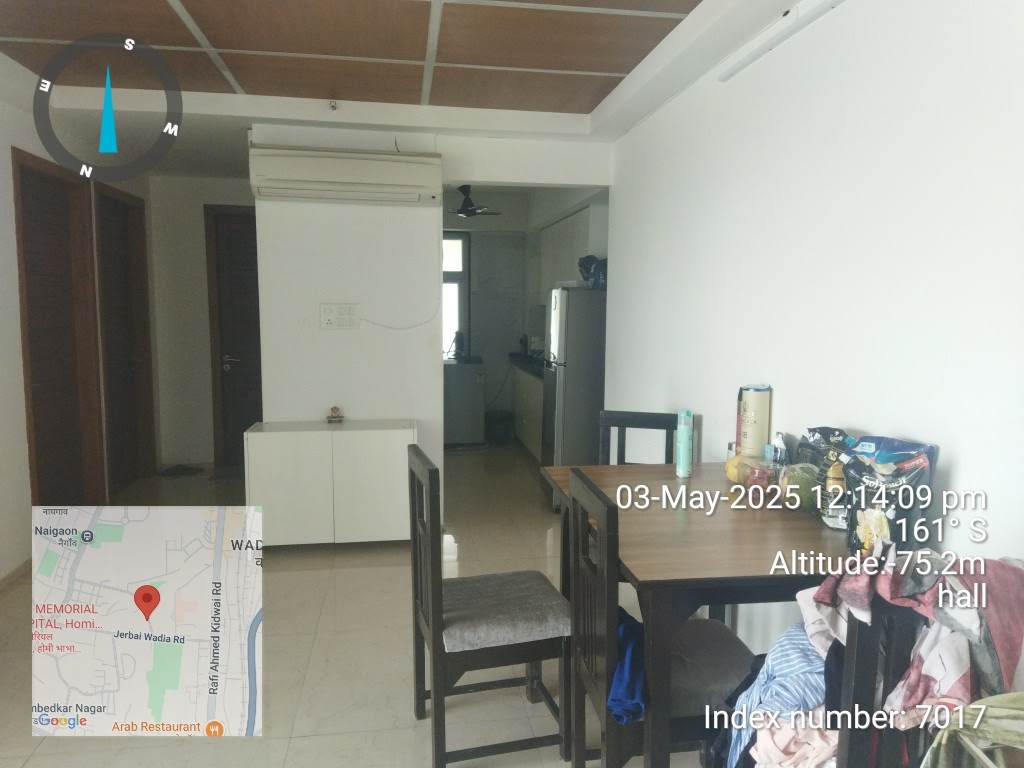 S
E
W
N
03-May-2025 12:14:09 pm
161° S
Altitude:-75.2m
hall
Index number: 7017
नायगाव
Naigaon
नैगाँव
WAD
MEMORIAL
PITAL, Homi...
रियल
होमी भाभा...
Jerbai Wadia Rd
Rafi Ahmed Kidwai Rd
mbedkar Nagar
Google
Arab Restaurant